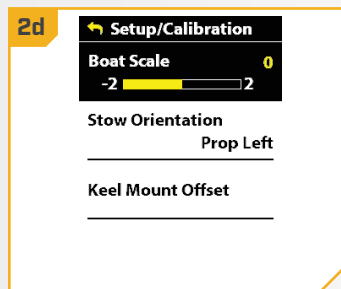 2d
Setup/Calibration
Boat Scale 0
-2 2
Stow Orientation
Prop Left
Keel Mount Offset